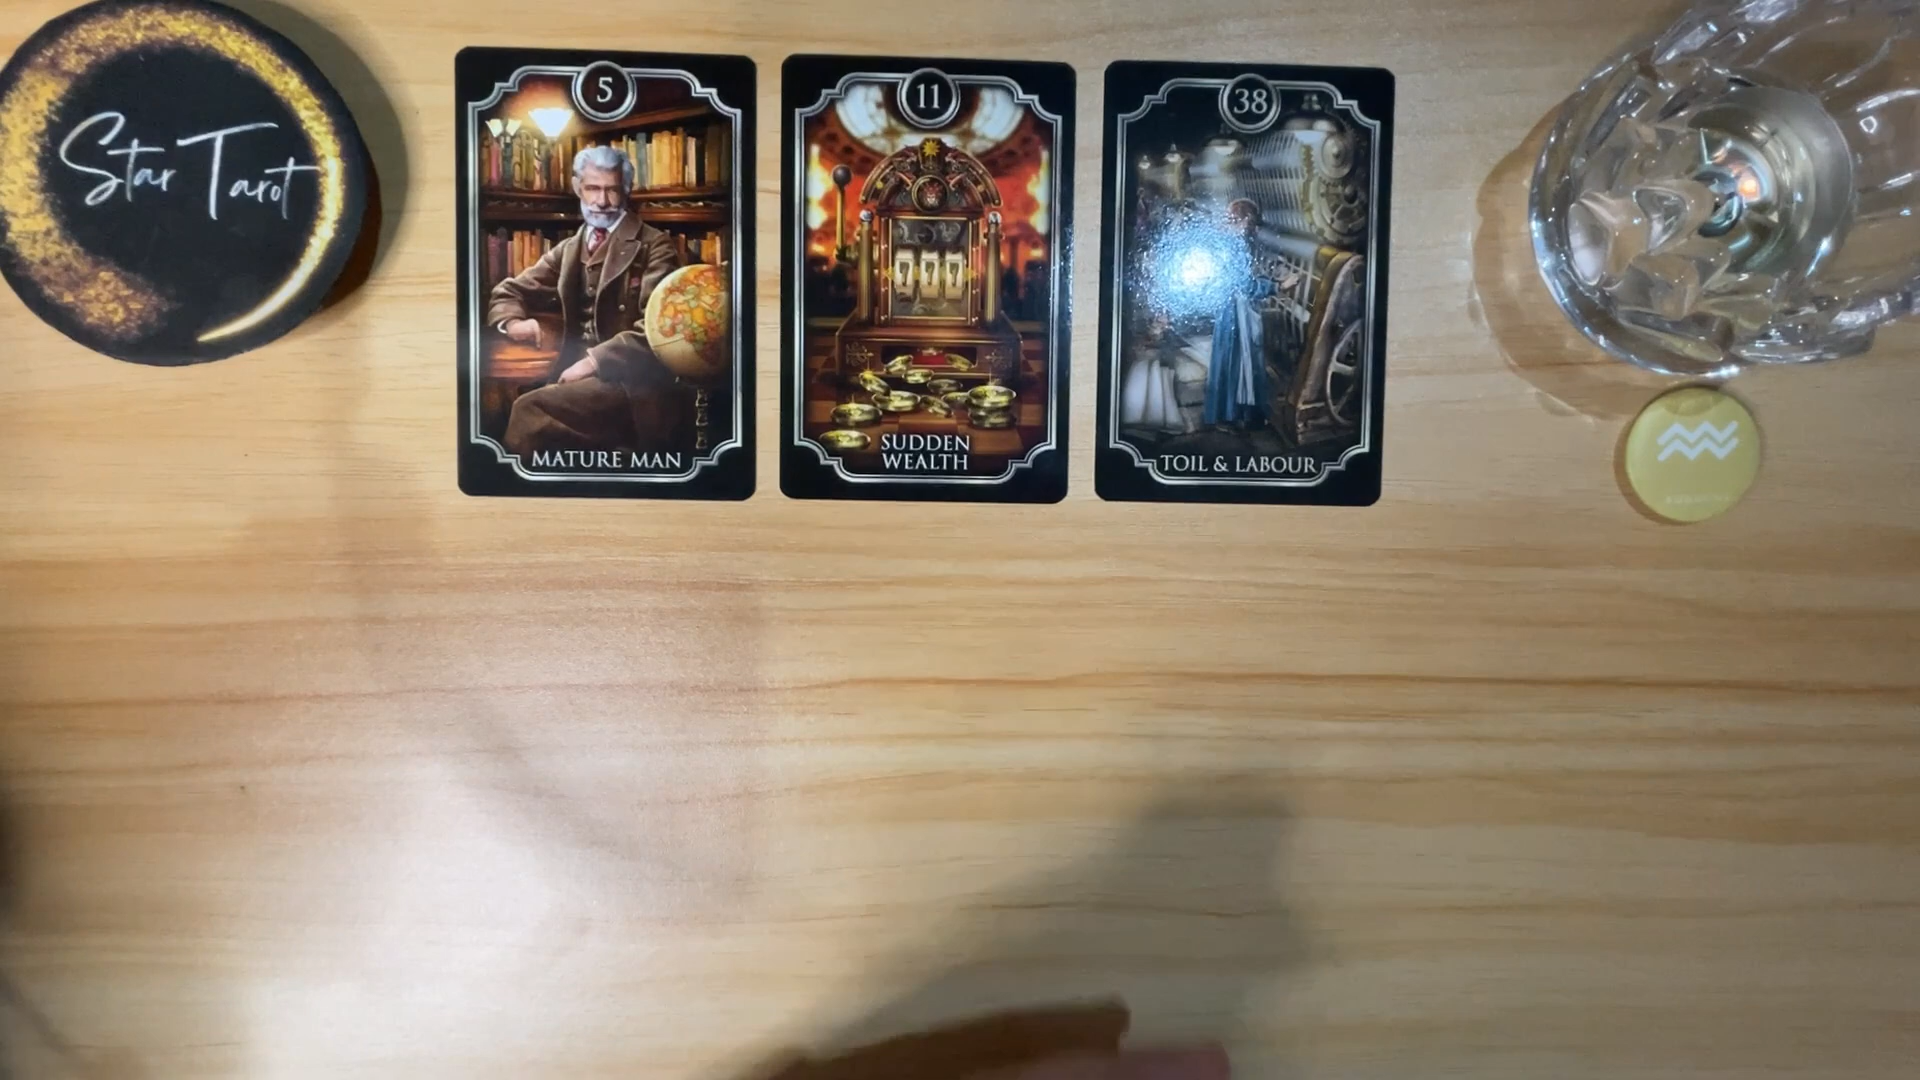 Star Tarot
5
MATURE MAN
11
777
SUDDEN
WEALTH
38
TOIL & LABOUR